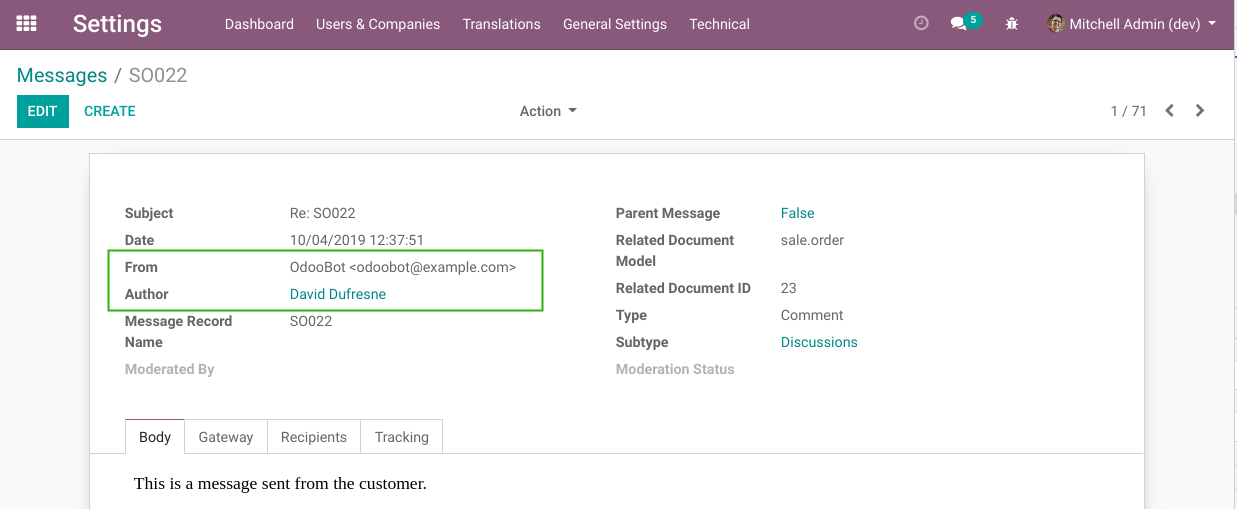 Settings Dashboard Users & Companies Translations General Settings Technical 5 Mitchell Admin (dev)
Messages / SO022
EDIT CREATE Action 1 / 71
Subject Re: SO022 Parent Message False
Date 10/04/2019 12:37:51 Related Document Model sale.order
From OdooBot <odoobot@example.com>
Author David Dufresne Related Document ID 23
Message Record Name SO022 Type Comment
Subtype Discussions
Moderated By Moderation Status
Body Gateway Recipients Tracking
This is a message sent from the customer.